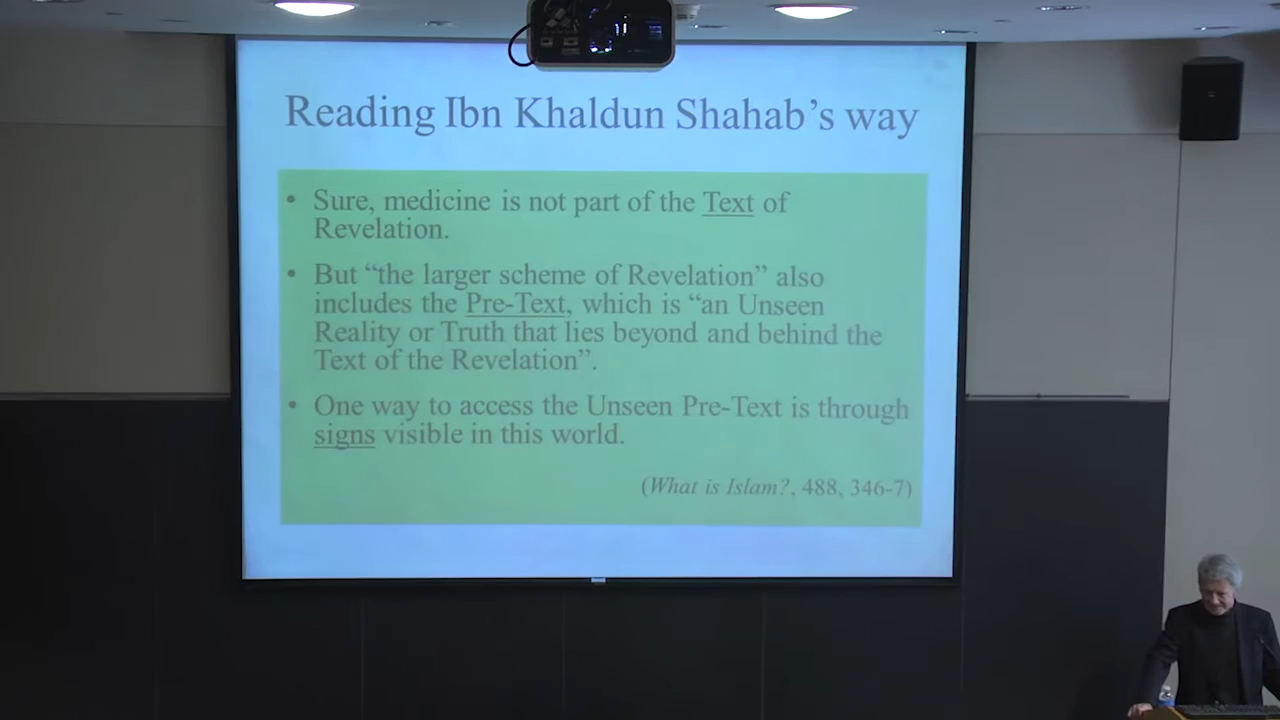 Reading Ibn Khaldun Shahab's way
• Sure, medicine is not part of the Text of
Revelation.
• But “the larger scheme of Revelation” also
includes the Pre-Text, which is “an Unseen
Reality or Truth that lies beyond and behind the
Text of the Revelation”.
• One way to access the Unseen Pre-Text is through
signs visible in this world.
(What is Islam?, 488, 346-7)